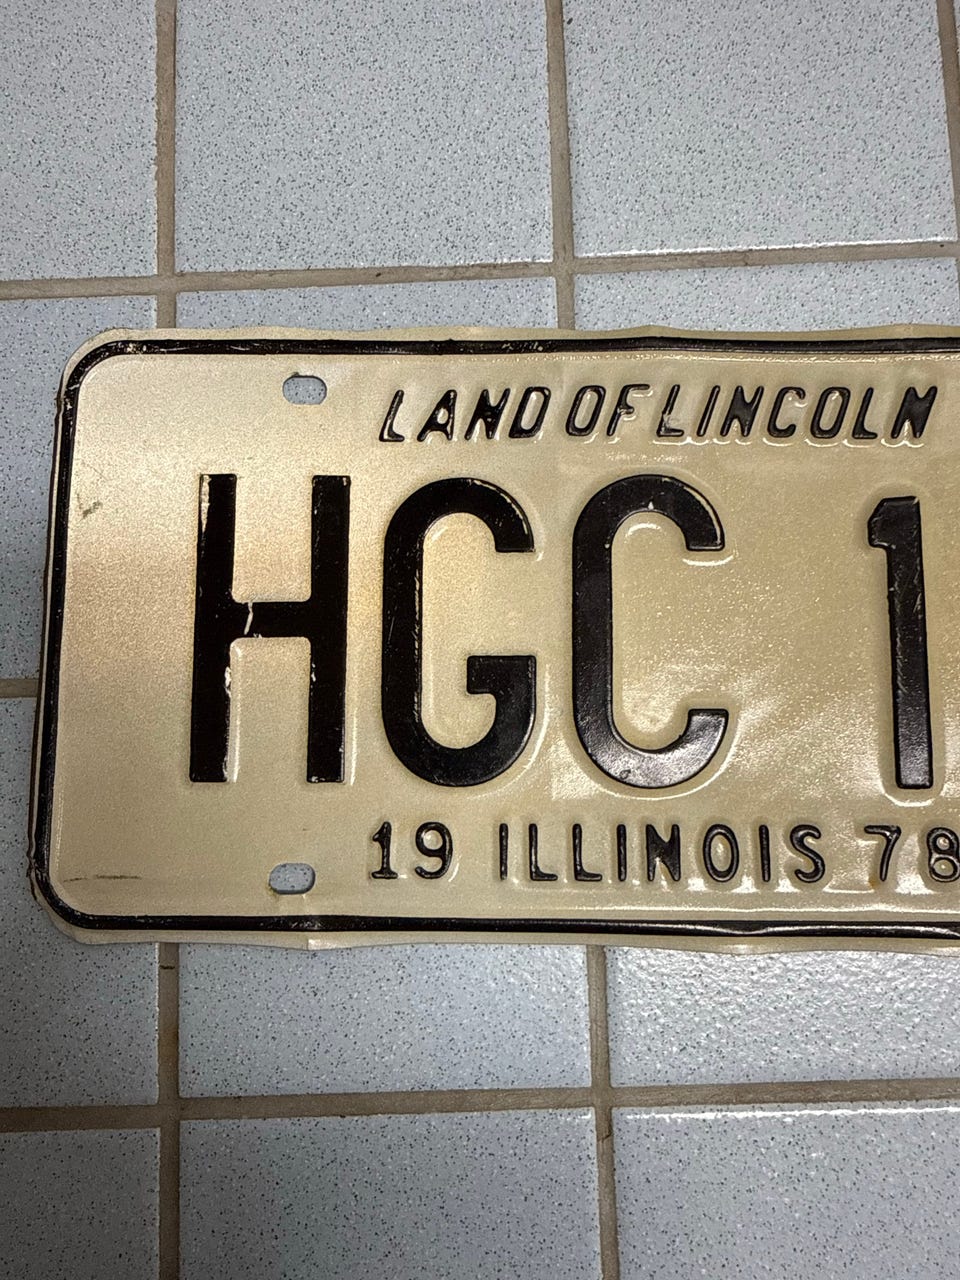 LAND OF LINCOLN
HGC 1
19 ILLINOIS 78